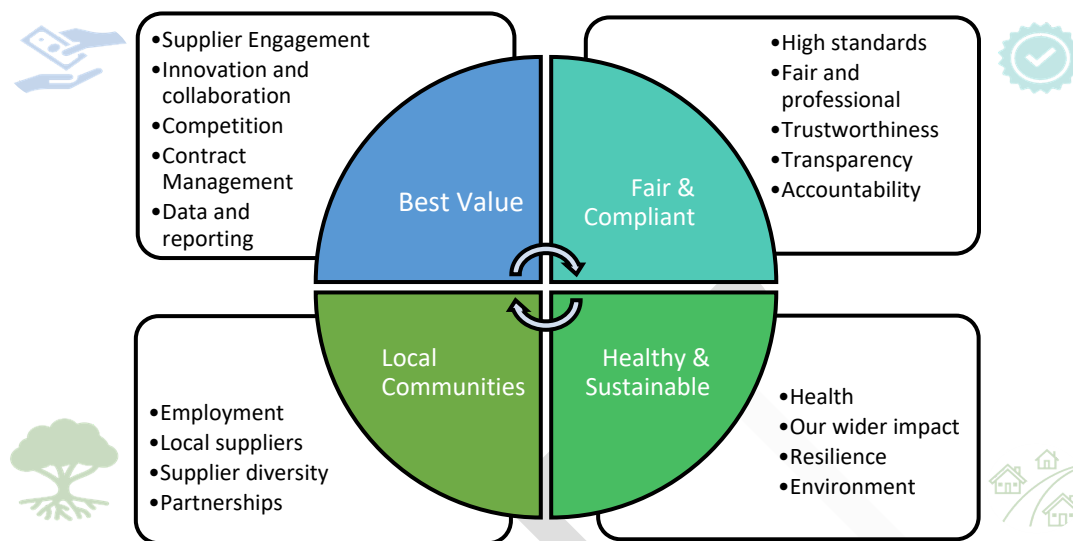 •Supplier Engagement
•Innovation and
collaboration
•Competition
•Contract
Management
•Data and
reporting
•High standards
•Fair and
professional
•Trustworthiness
•Transparency
•Accountability
Best Value
Fair &
Compliant
Local
Communities
Healthy &
Sustainable
•Employment
•Local suppliers
•Supplier diversity
•Partnerships
•Health
•Our wider impact
•Resilience
•Environment